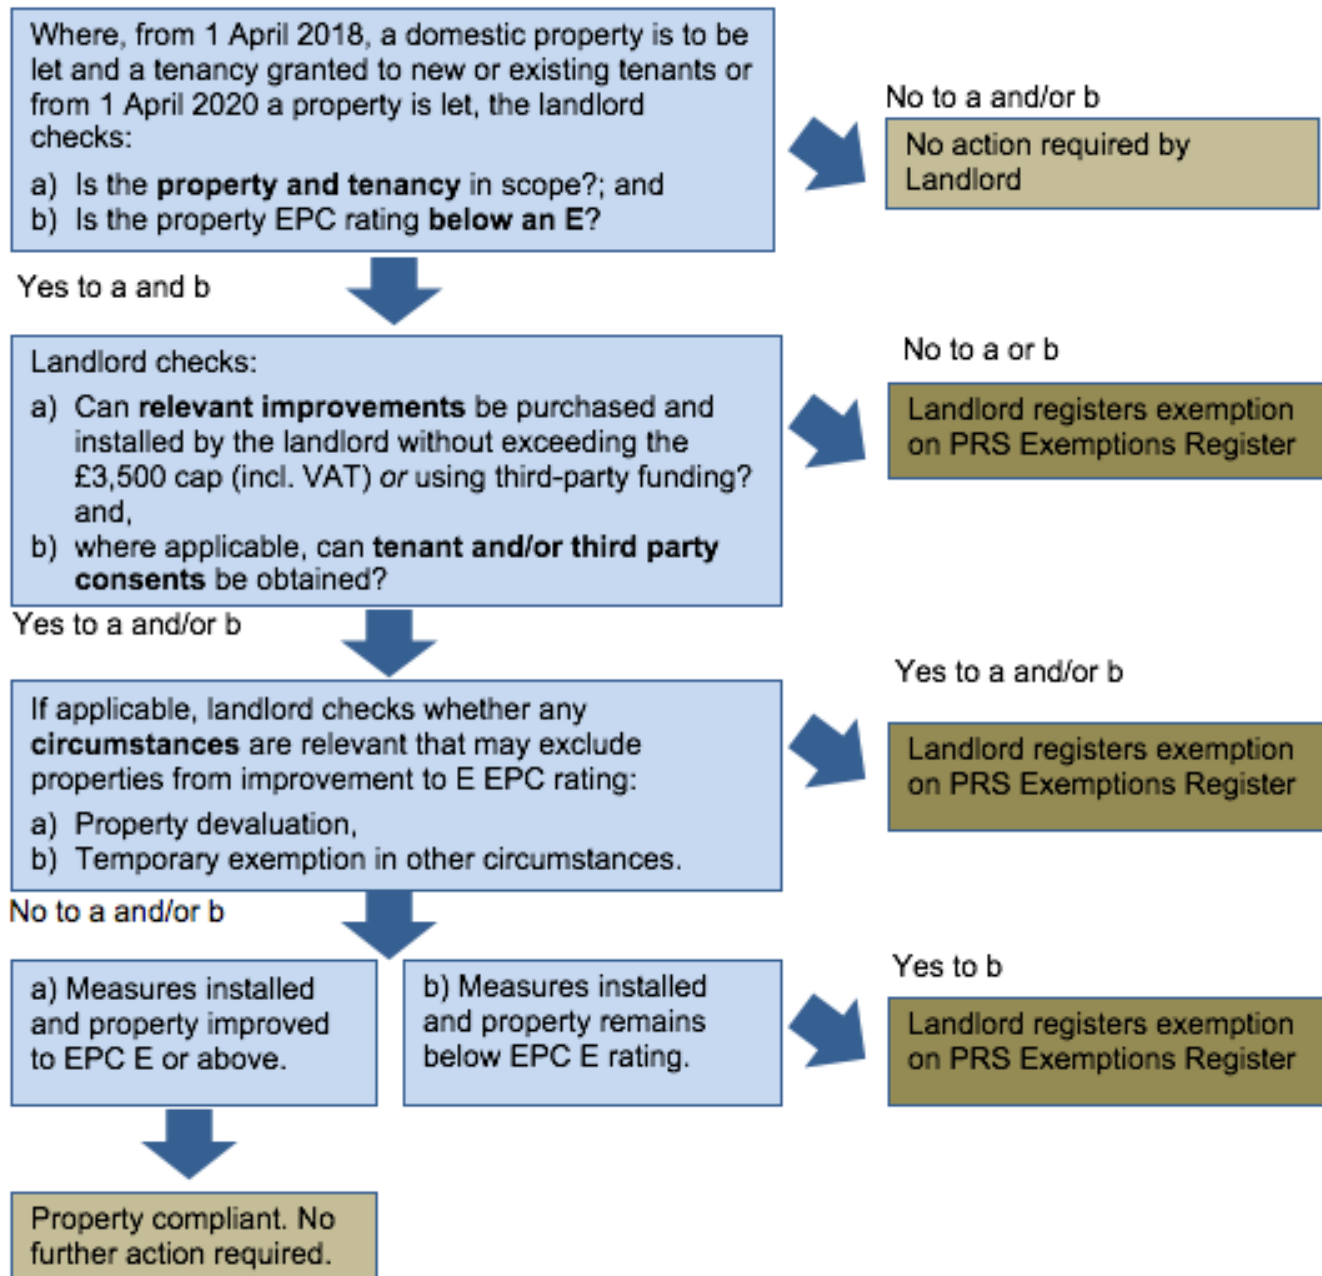 Where, from 1 April 2018, a domestic property is to be
let and a tenancy granted to new or existing tenants or
from 1 April 2020 a property is let, the landlord
checks:
a) Is the property and tenancy in scope?; and
b) Is the property EPC rating below an E?
No to a and/or b
No action required by
Landlord
Yes to a and b
Landlord checks:
a) Can relevant improvements be purchased and
installed by the landlord without exceeding the
£3,500 cap (incl. VAT) or using third-party funding?
and,
b) where applicable, can tenant and/or third party
consents be obtained?
No to a or b
Landlord registers exemption
on PRS Exemptions Register
Yes to a and/or b
If applicable, landlord checks whether any
circumstances are relevant that may exclude
properties from improvement to E EPC rating:
a) Property devaluation,
b) Temporary exemption in other circumstances.
Yes to a and/or b
Landlord registers exemption
on PRS Exemptions Register
No to a and/or b
a) Measures installed
and property improved
to EPC E or above.
b) Measures installed
and property remains
below EPC E rating.
Yes to b
Landlord registers exemption
on PRS Exemptions Register
Property compliant. No
further action required.